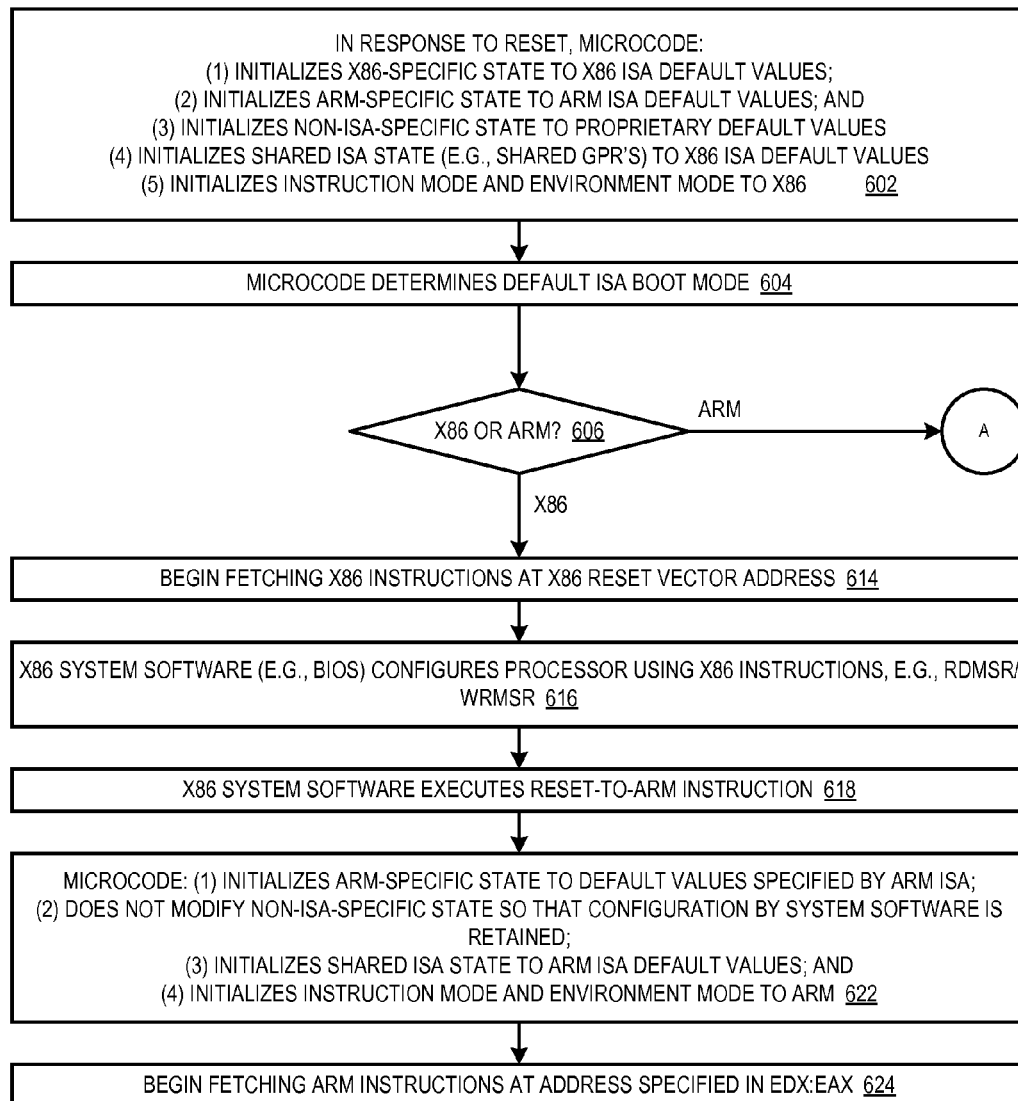 IN RESPONSE TO RESET, MICROCODE:
(1) INITIALIZES X86-SPECIFIC STATE TO X86 ISA DEFAULT VALUES;
(2) INITIALIZES ARM-SPECIFIC STATE TO ARM ISA DEFAULT VALUES; AND
(3) INITIALIZES NON-ISA-SPECIFIC STATE TO PROPRIETARY DEFAULT VALUES
(4) INITIALIZES SHARED ISA STATE (E.G., SHARED GPR'S) TO X86 ISA DEFAULT VALUES
(5) INITIALIZES INSTRUCTION MODE AND ENVIRONMENT MODE TO X86 602
MICROCODE DETERMINES DEFAULT ISA BOOT MODE 604
X86 OR ARM? 606
ARM
A
X86
BEGIN FETCHING X86 INSTRUCTIONS AT X86 RESET VECTOR ADDRESS 614
X86 SYSTEM SOFTWARE (E.G., BIOS) CONFIGURES PROCESSOR USING X86 INSTRUCTIONS, E.G., RDMSR/
WRMSR 616
X86 SYSTEM SOFTWARE EXECUTES RESET-TO-ARM INSTRUCTION 618
MICROCODE: (1) INITIALIZES ARM-SPECIFIC STATE TO DEFAULT VALUES SPECIFIED BY ARM ISA;
(2) DOES NOT MODIFY NON-ISA-SPECIFIC STATE SO THAT CONFIGURATION BY SYSTEM SOFTWARE IS
RETAINED;
(3) INITIALIZES SHARED ISA STATE TO ARM ISA DEFAULT VALUES; AND
(4) INITIALIZES INSTRUCTION MODE AND ENVIRONMENT MODE TO ARM 622
BEGIN FETCHING ARM INSTRUCTIONS AT ADDRESS SPECIFIED IN EDX:EAX 624